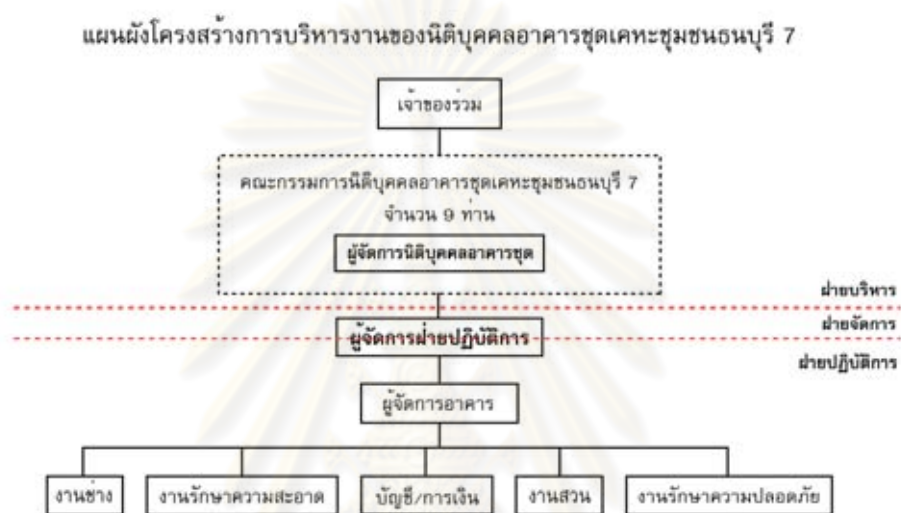 แผนผังโครงสร้างการบริหารงานของนิติบุคคลอาคารชุดเคหะชุมชนธนบุรี 7
เจ้าของร่วม
คณะกรรมการนิติบุคคลอาคารชุดเคหะชุมชนธนบุรี 7
จำนวน 9 ท่าน
ผู้จัดการนิติบุคคลอาคารชุด
ฝ่ายบริหาร
ฝ่ายจัดการ
ผู้จัดการฝ่ายปฏิบัติการ
ฝ่ายปฏิบัติการ
ผู้จัดการอาคาร
งานช่าง
งานรักษาความสะอาด
บัญชี/การเงิน
งานสวน
งานรักษาความปลอดภัย